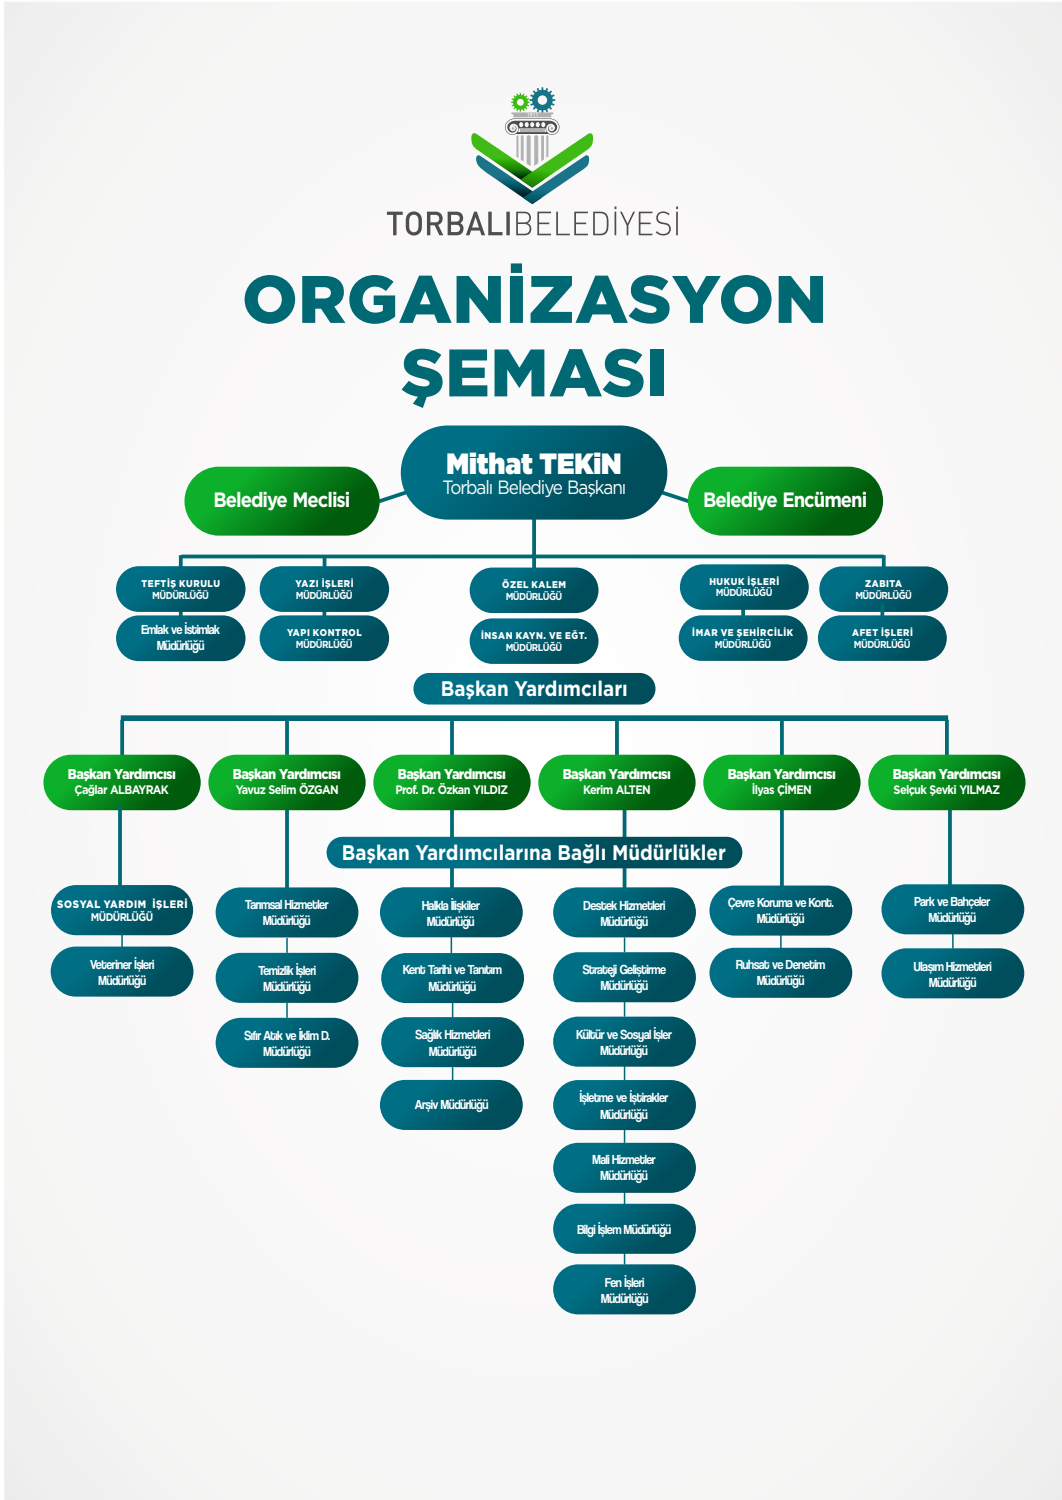 TORBALIBELEDİYESİ
ORGANİZASYON
ŞEMASI
Mithat TEKiN
Torbalı Belediye Başkanı
Belediye Meclisi
Belediye Encümeni
TEFTİŞ KURULU
MÜDÜRLÜĞÜ
YAZI İŞLERİ
MÜDÜRLÜĞÜ
ÖZEL KALEM
MÜDÜRLÜĞÜ
HUKUK İŞLERİ
MÜDÜRLÜĞÜ
ZABITA
MÜDÜRLÜĞÜ
Emlak ve İstimlak
Müdürlüğü
YAPI KONTROL
MÜDÜRLÜĞÜ
İNSAN KAYN. VE EĞT.
MÜDÜRLÜĞÜ
İMAR VE ŞEHİRCİLİK
MÜDÜRLÜĞÜ
AFET İŞLERİ
MÜDÜRLÜĞÜ
Başkan Yardımcıları
Başkan Yardımcısı
Çağlar ALBAYRAK
Başkan Yardımcısı
Yavuz Selim ÖZGAN
Başkan Yardımcısı
Prof. Dr. Özkan YILDIZ
Başkan Yardımcısı
Kerim ALTEN
Başkan Yardımcısı
İlyas ÇİMEN
Başkan Yardımcısı
Selçuk Şevki YILMAZ
Başkan Yardımcılarına Bağlı Müdürlükler
SOSYAL YARDIM İŞLERİ
MÜDÜRLÜĞÜ
Veteriner İşleri
Müdürlüğü
Tarımsal Hizmetler
Müdürlüğü
Temizlik İşleri
Müdürlüğü
Sıfır Atık ve İklim D.
Müdürlüğü
Halkla İlişkiler
Müdürlüğü
Kent Tarihi ve Tanıtım
Müdürlüğü
Sağlık Hizmetleri
Müdürlüğü
Arşiv Müdürlüğü
Destek Hizmetleri
Müdürlüğü
Strateji Geliştirme
Müdürlüğü
Kültür ve Sosyal İşler
Müdürlüğü
İşletme ve İştirakler
Müdürlüğü
Mali Hizmetler
Müdürlüğü
Bilgi İşlem Müdürlüğü
Fen İşleri
Müdürlüğü
Çevre Koruma ve Kont.
Müdürlüğü
Ruhsat ve Denetim
Müdürlüğü
Park ve Bahçeler
Müdürlüğü
Ulaşım Hizmetleri
Müdürlüğü